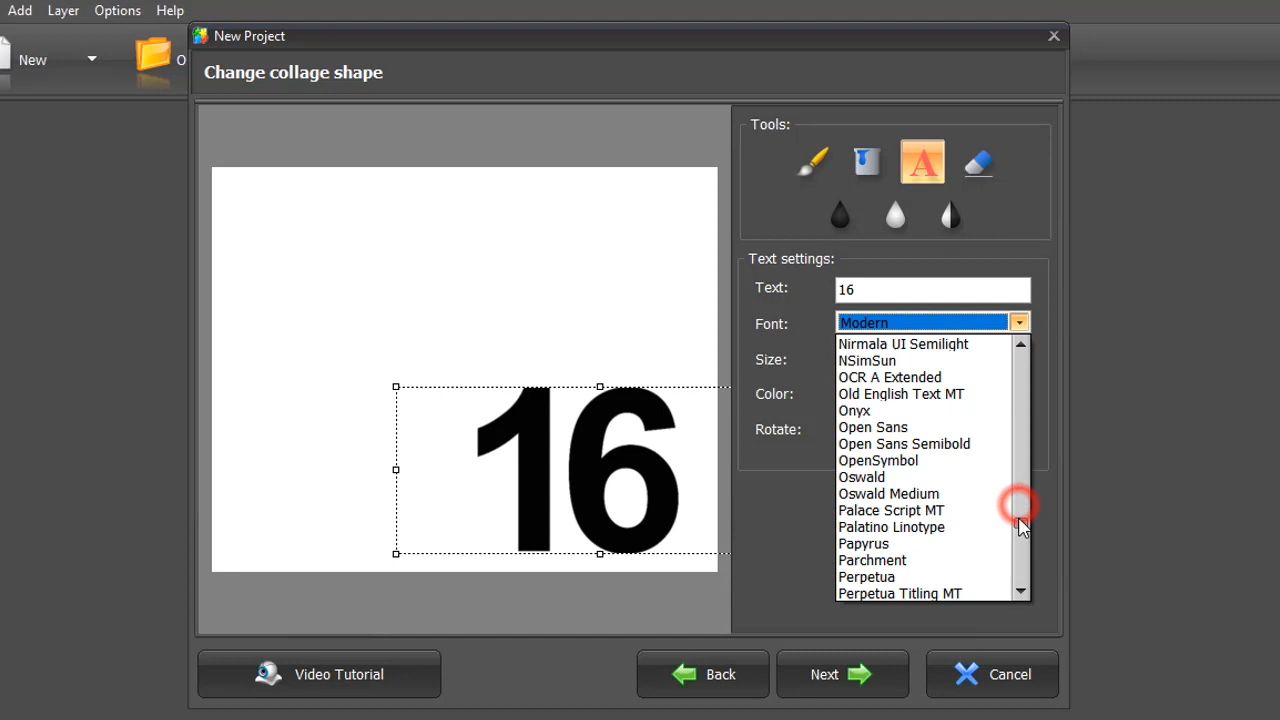 Add Layer Options Help
New Project
New
O
Change collage shape
Tools:
A
Text settings:
Text: 16
Font: Modern
Size:
Color:
Rotate:
Nirmala UI Semilight
NSimSun
OCR A Extended
Old English Text MT
Onyx
Open Sans
Open Sans Semibold
OpenSymbol
Oswald
Oswald Medium
Palace Script MT
Palatino Linotype
Papyrus
Parchment
Perpetua
Perpetua Titling MT
16
Video Tutorial
Back
Next
Cancel